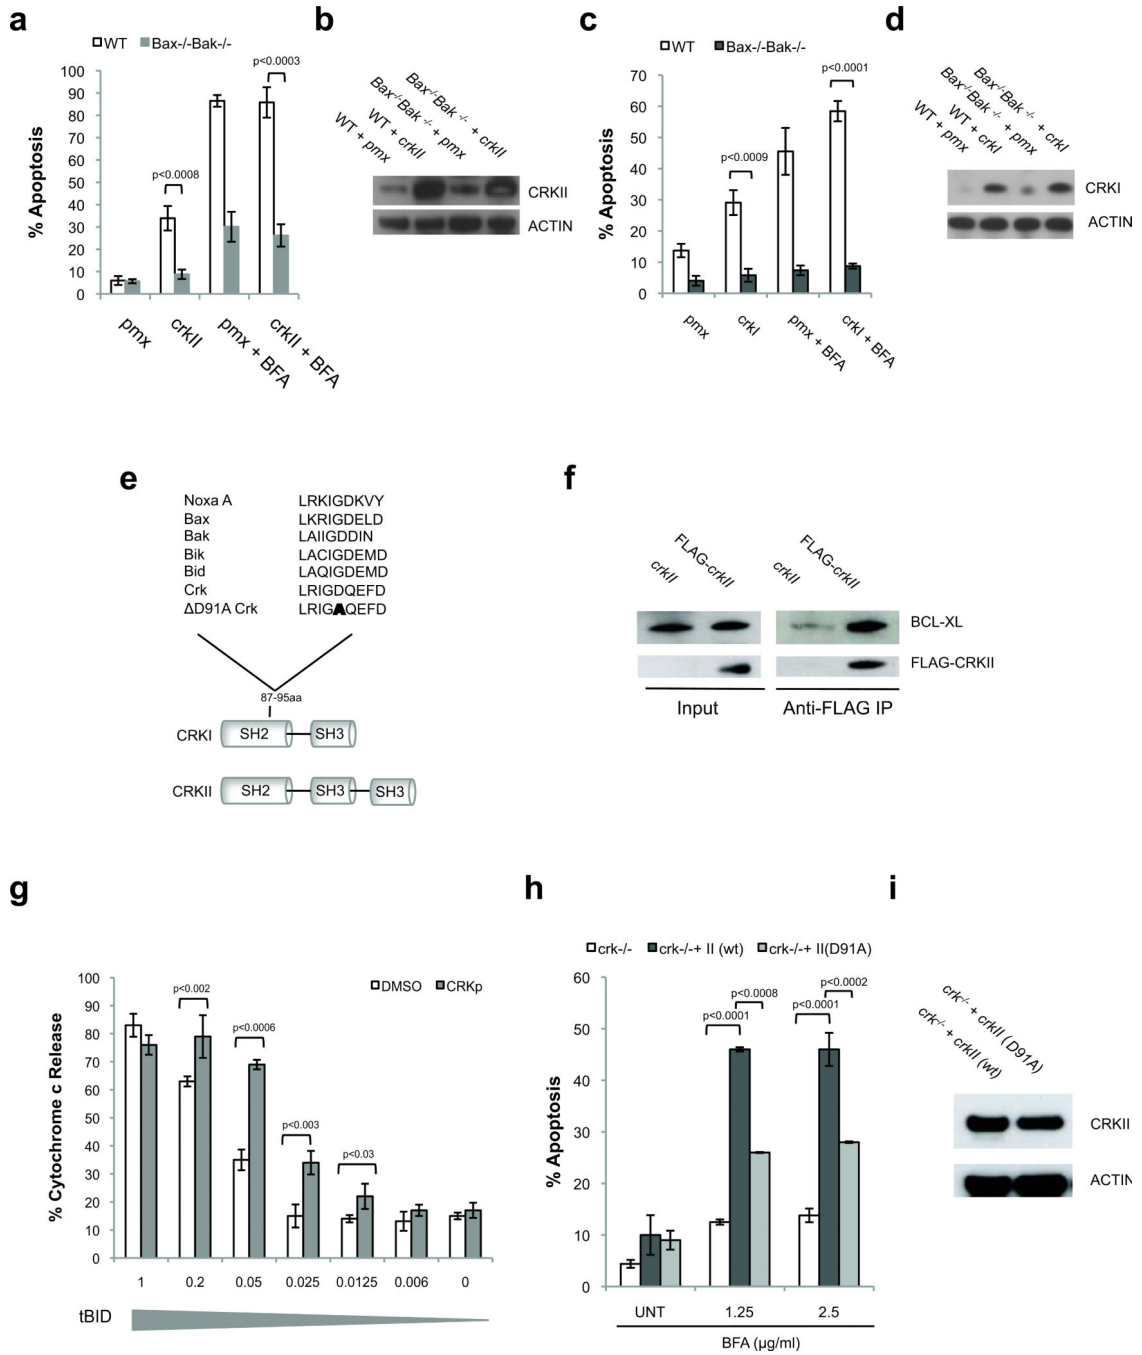 a
WT Bax-/-Bak-/-
p<0.0003
p<0.0008
% Apoptosis
100
90
80
70
60
50
40
30
20
10
0
pmx
crkII
pmx + BFA
crkII + BFA
b
WT + pmx
WT + crkII
Bax-/-Bak -/- + pmx
Bax-/-Bak -/- + crkII
CRKII
ACTIN
c
WT Bax-/-Bak-/-
p<0.0001
p<0.0009
% Apoptosis
70
60
50
40
30
20
10
0
pmx
crkI
pmx + BFA
crkI + BFA
d
WT + pmx
WT + crkI
Bax-/-Bak -/- + pmx
Bax-/-Bak -/- + crkI
CRKI
ACTIN
e
Noxa A LRKIGDKVY
Bax LKRIGDELD
Bak LAIIGDDIN
Bik LACIGDEMD
Bid LAQIGDEMD
Crk LRIGDQEFD
ΔD91A Crk LRIGAQEFD
87-95aa
CRKI SH2 SH3
CRKII SH2 SH3 SH3
f
crkII
FLAG-crkII
crkII
FLAG-crkII
BCL-XL
FLAG-CRKII
Input Anti-FLAG IP
g
DMSO CRKp
p<0.002
p<0.0006
p<0.003
p<0.03
% Cytochrome c Release
100
90
80
70
60
50
40
30
20
10
0
1 0.2 0.05 0.025 0.0125 0.006 0
tBID
h
crk-/- crk-/-+ II (wt) crk-/-+ II(D91A)
p<0.0001
p<0.0008
p<0.0001
p<0.0002
% Apoptosis
60
50
40
30
20
10
0
UNT 1.25 2.5
BFA (µg/ml)
i
crk-/- + crkII (wt)
crk-/- + crkII (D91A)
CRKII
ACTIN